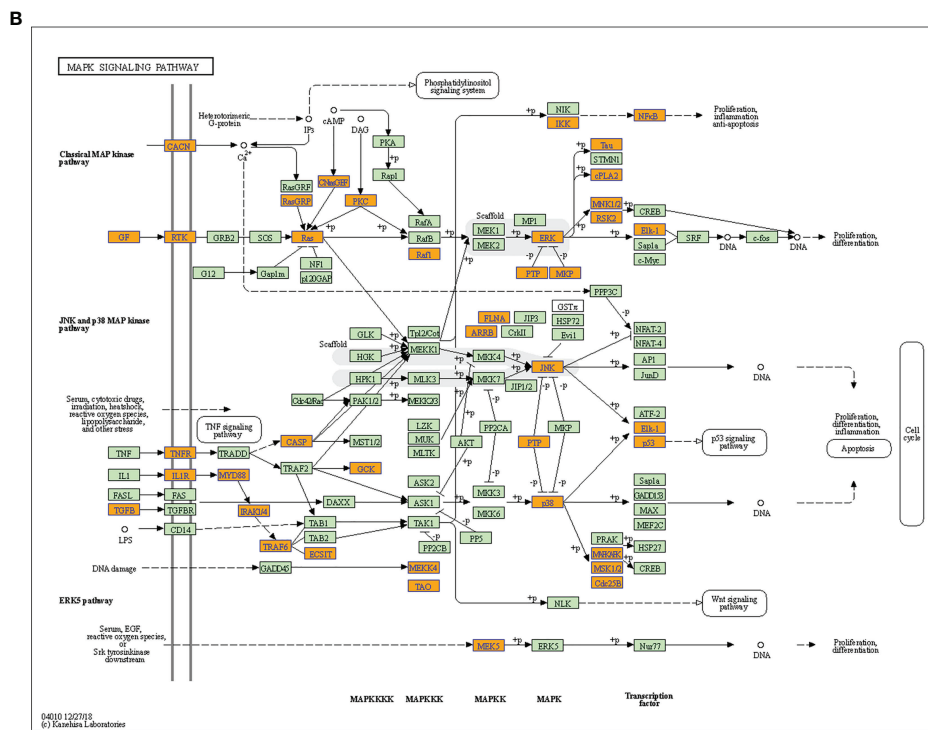 B
MAPK SIGNALING PATHWAY
Phosphatidylinositol
signaling system
Heterotorimeric
G-protein
IP3
cAMP
DAG
PKA
+p
NIK
IKK
+p
NFκB
Proliferation,
inflammation
anti-apoptosis
CACN
Ca2+
Classical MAP kinase
pathway
Rap1
RasGRF
RasGRP
CNrasGEF
PKC
Tau
STMN1
cPLA2
+p
GF
RTK
GRB2
SOS
Ras
RafA
RafB
Raf1
+p
Scaffold
MEK1
MEK2
MP1
ERK
+p
MNK1/2
RSK2
+p
CREB
Elk-1
Sap1a
c-Myc
SRF
DNA
c-fos
DNA
Proliferation,
differentiation
G12
Gap1m
NF1
p120GAP
PTP
MKP
-p
-p
PPP3C
-p
JNK and p38 MAP kinase
pathway
FLNA
JIP3
GSTπ
HSP72
ARRB
CrkII
Evi1
NFAT-2
NFAT-4
GLK
Tpl2/Cot
Scaffold
HGK
MEKK1
MKK4
JNK
AP1
JunD
DNA
HPK1
MLK3
MKK7
JIP1/2
Cdc42/Rac
PAK1/2
MEKK2/3
Serum, cytotoxic drugs,
irradiation, heatshock,
reactive oxygen species,
lipopolysaccharide,
and other stress
TNF signaling
pathway
LZK
MUK
MLTK
AKT
PP2CA
PTP
MKP
ATF-2
Elk-1
p53
p53 signaling
pathway
Proliferation,
differentiation,
inflammation
Apoptosis
Cell
cycle
CASP
MST1/2
TNF
TNFR
TRADD
TRAF2
GCK
IL1
IL1R
MYD88
ASK2
ASK1
MKK3
MKK6
p38
Sap1a
GADD153
MAX
MEF2C
DNA
FASL
FAS
DAXX
TGFB
TGFBR
IRAK1/4
LPS
CD14
TAB1
TAB2
TAK1
PP5
PP2CB
TRAF6
ECSIT
PRAK
HSP27
MSK1/2
CREB
Cdc25B
DNA damage
GADD45
MEKK4
TAO
ERK5 pathway
NLK
Wnt signaling
pathway
Serum, EGF,
reactive oxygen species,
or
Srk tyrosinkinase
downstream
MEK5
+p
ERK5
+p
Nur77
DNA
Proliferation,
differentiation
MAPKKKK
MAPKKK
MAPKK
MAPK
Transcription
factor
04010 12/27/18
(c) Kanehisa Laboratories